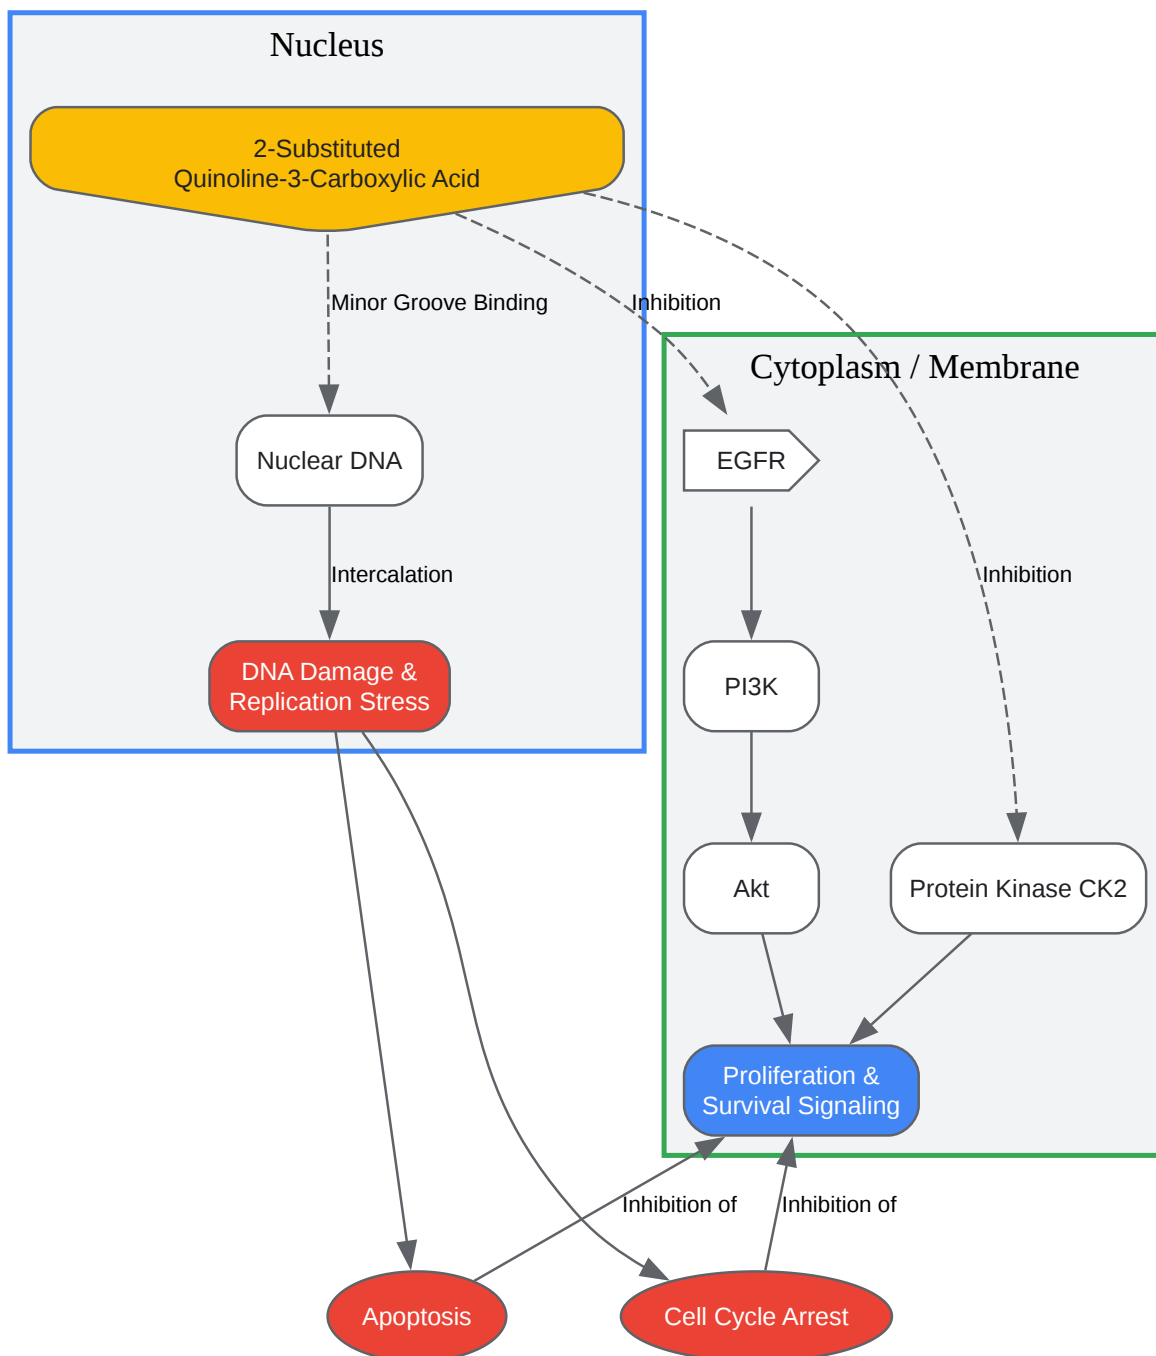 Nucleus
2-Substituted
Quinoline-3-Carboxylic Acid
Minor Groove Binding
Inhibition
Cytoplasm / Membrane
Nuclear DNA
EGFR
Intercalation
Inhibition
DNA Damage &
Replication Stress
PI3K
Akt
Protein Kinase CK2
Proliferation &
Survival Signaling
Inhibition of
Inhibition of
Apoptosis
Cell Cycle Arrest